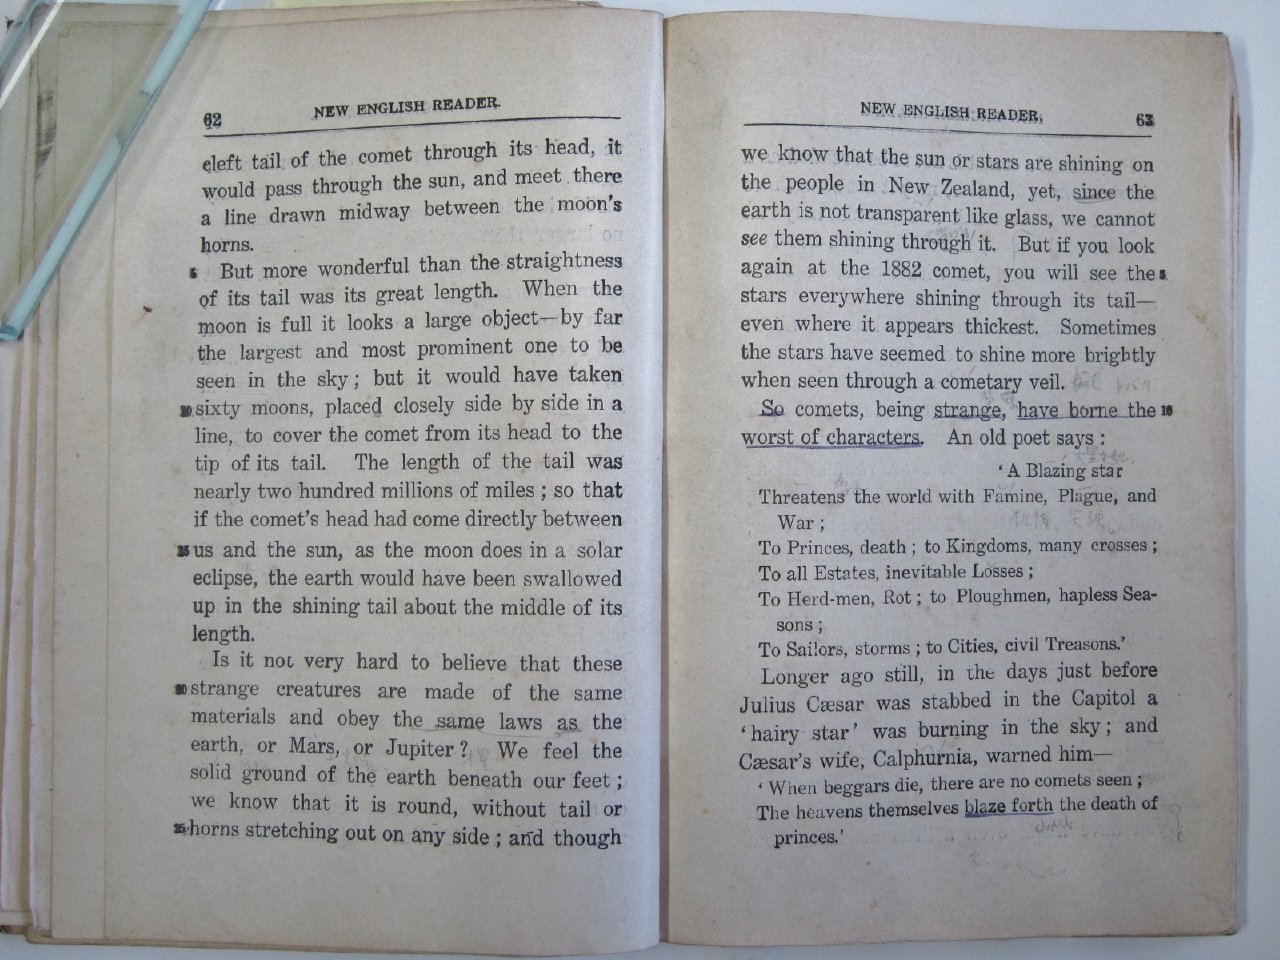 62
NEW ENGLISH READER.
cleft tail of the comet through its head, it
would pass through the sun, and meet there
a line drawn midway between the moon's
horns.
5 But more wonderful than the straightness
of its tail was its great length. When the
moon is full it looks a large object—by far
the largest and most prominent one to be
seen in the sky; but it would have taken
10 sixty moons, placed closely side by side in a
line, to cover the comet from its head to the
tip of its tail. The length of the tail was
nearly two hundred millions of miles; so that
if the comet's head had come directly between
15 us and the sun, as the moon does in a solar
eclipse, the earth would have been swallowed
up in the shining tail about the middle of its
length.
Is it not very hard to believe that these
20 strange creatures are made of the same
materials and obey the same laws as the
earth, or Mars, or Jupiter? We feel the
solid ground of the earth beneath our feet;
we know that it is round, without tail or
25 horns stretching out on any side; and though
NEW ENGLISH READER.
63
we know that the sun or stars are shining on
the people in New Zealand, yet, since the
earth is not transparent like glass, we cannot
see them shining through it. But if you look
again at the 1882 comet, you will see the 5
stars everywhere shining through its tail—
even where it appears thickest. Sometimes
the stars have seemed to shine more brightly
when seen through a cometary veil.
So comets, being strange, have borne the 10
worst of characters. An old poet says:
'A Blazing star
Threatens the world with Famine, Plague, and
War;
To Princes, death; to Kingdoms, many crosses;
To all Estates, inevitable Losses;
To Herd-men, Rot; to Ploughmen, hapless Sea-
sons;
To Sailors, storms; to Cities, civil Treasons.'
Longer ago still, in the days just before
Julius Cæsar was stabbed in the Capitol a
'hairy star' was burning in the sky; and
Cæsar's wife, Calphurnia, warned him—
'When beggars die, there are no comets seen;
The heavens themselves blaze forth the death of
princes.'